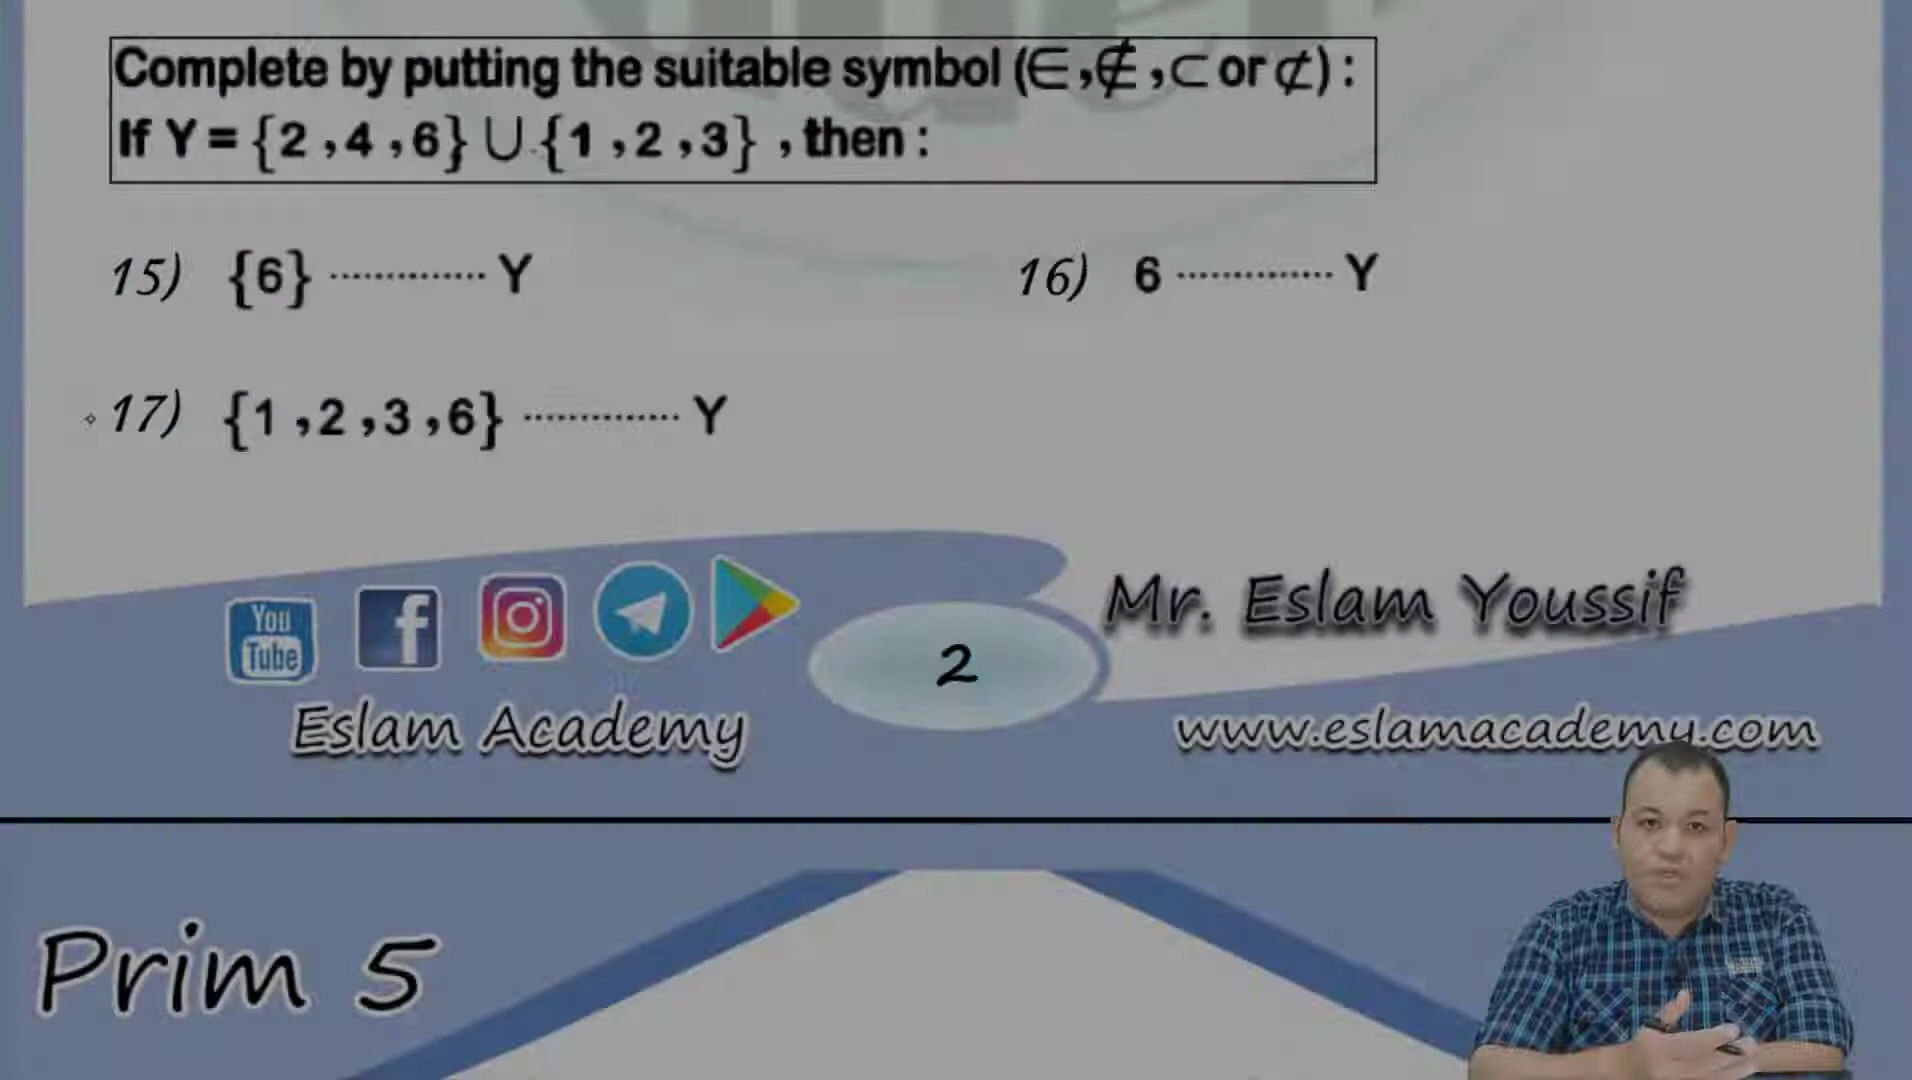 Complete by putting the suitable symbol (∈ ,∉ ,⊂ or ⊄) :
If Y = {2 ,4 ,6} ∪ {1 ,2 ,3} , then :
15) {6} .............. Y
16) 6 .............. Y
17) {1 ,2 ,3 ,6} .............. Y
You
Tube
f
Mr. Eslam Youssif
2
Eslam Academy
www.eslamacademy.com
Prim 5